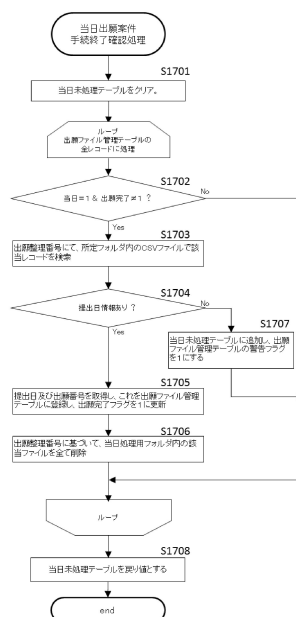 当日出願案件
手続終了確認処理
S1701
当日未処理テーブルをクリア。
ループ
出願ファイル管理テーブルの
全レコードに処理
S1702
当日=1 & 出願完了≠1 ?
No
Yes
S1703
出願整理番号にて、所定フォルダ内のCSVファイルで該
当レコードを検索
S1704
提出日情報あり ?
No
Yes
S1707
当日未処理テーブルに追加し、出願
ファイル管理テーブルの警告フラグ
を1にする
S1705
提出日及び出願番号を取得し、これを出願ファイル管理
テーブルに登録し、出願完了フラグを1に更新
S1706
出願整理番号に基づいて、当日処理用フォルダ内の該
当ファイルを全て削除
ループ
S1708
当日未処理テーブルを戻り値とする
end